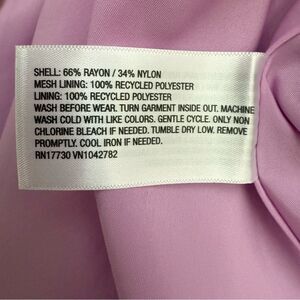 SHELL: 66% RAYON / 34% NYLON
MESH LINING: 100% RECYCLED POLYESTER
LINING: 100% RECYCLED POLYESTER
WASH BEFORE WEAR. TURN GARMENT INSIDE OUT. MACHINE
WASH COLD WITH LIKE COLORS. GENTLE CYCLE. ONLY NON
CHLORINE BLEACH IF NEEDED. TUMBLE DRY LOW. REMOVE
PROMPTLY. COOL IRON IF NEEDED.
RN17730 VN1042782